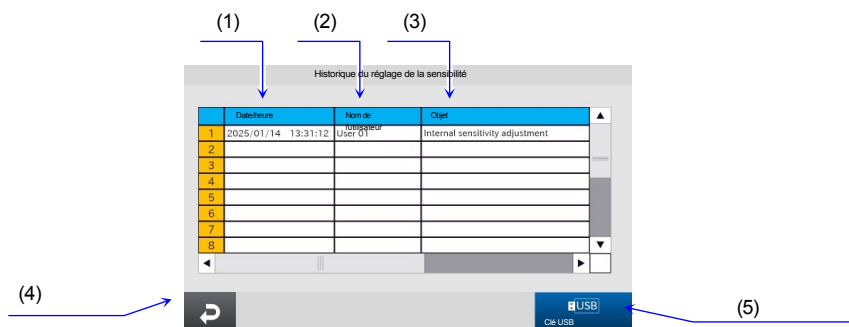 (1) (2) (3)
Historique du réglage de la sensibilité
Date/heure Nom de l'utilisateur Objet
1 2025/01/14 13:31:12 User 01 Internal sensitivity adjustment
2
3
4
5
6
7
8
(4)
USB
Clé USB
(5)